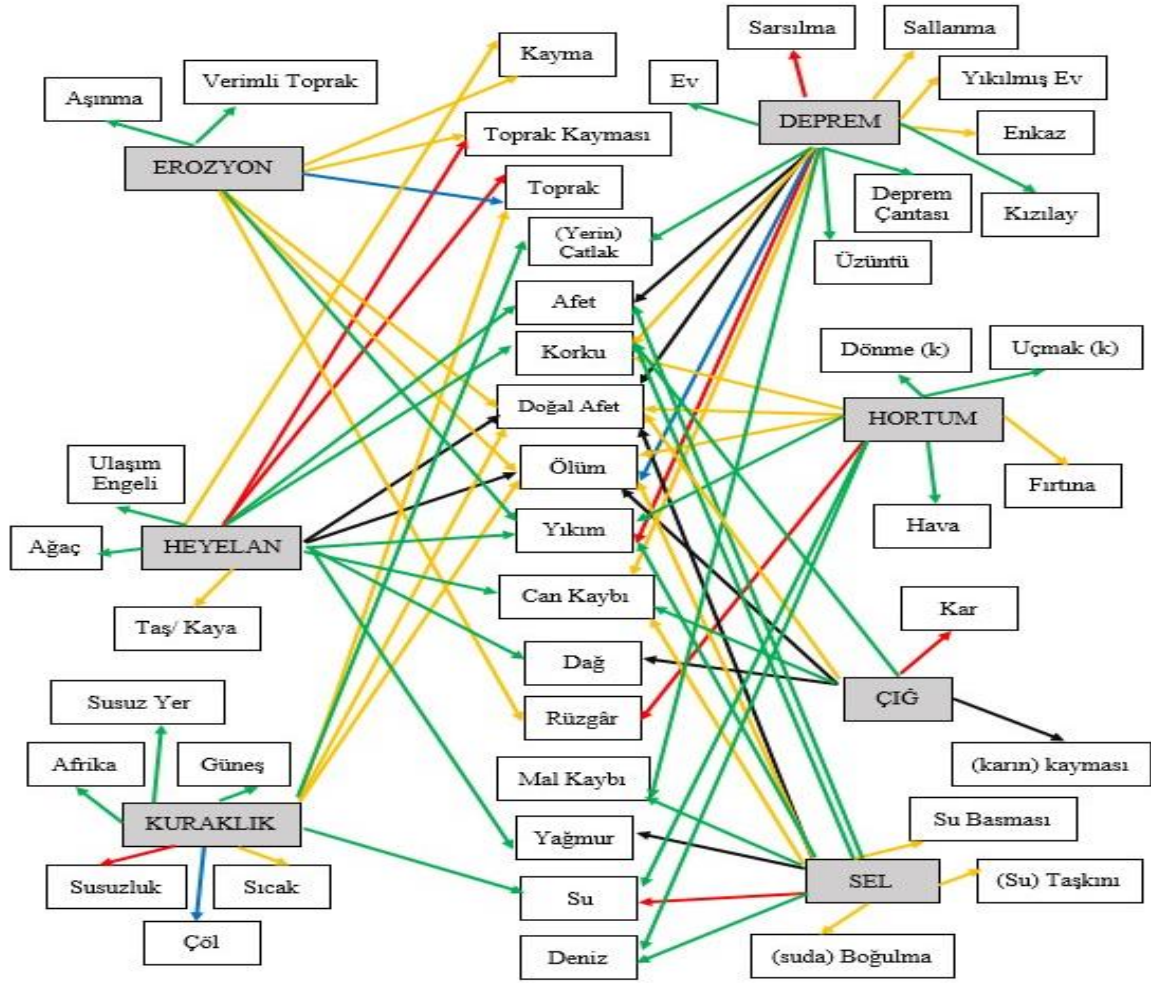 Sarsılma
Sallanma
Kayma
Verimli Toprak
Ev
Yıkılmış Ev
Aşınma
DEPREM
Toprak Kayması
Enkaz
EROZYON
Toprak
Deprem
Çantası
Kızılay
(Yerin)
Çatlak
Üzüntü
Afet
Korku
Dönme (k)
Uçmak (k)
Doğal Afet
HORTUM
Ulaşım
Engeli
Ölüm
Fırtına
Ağaç
HEYELAN
Yıkım
Hava
Can Kaybı
Kar
Taş/ Kaya
Dağ
ÇIĞ
Susuz Yer
Rüzgâr
Afrika
Güneş
Mal Kaybı
(karın) kayması
KURAKLIK
Yağmur
Su Basması
Susuzluk
Sıcak
Su
SEL
(Su) Taşkını
Çöl
Deniz
(suda) Boğulma